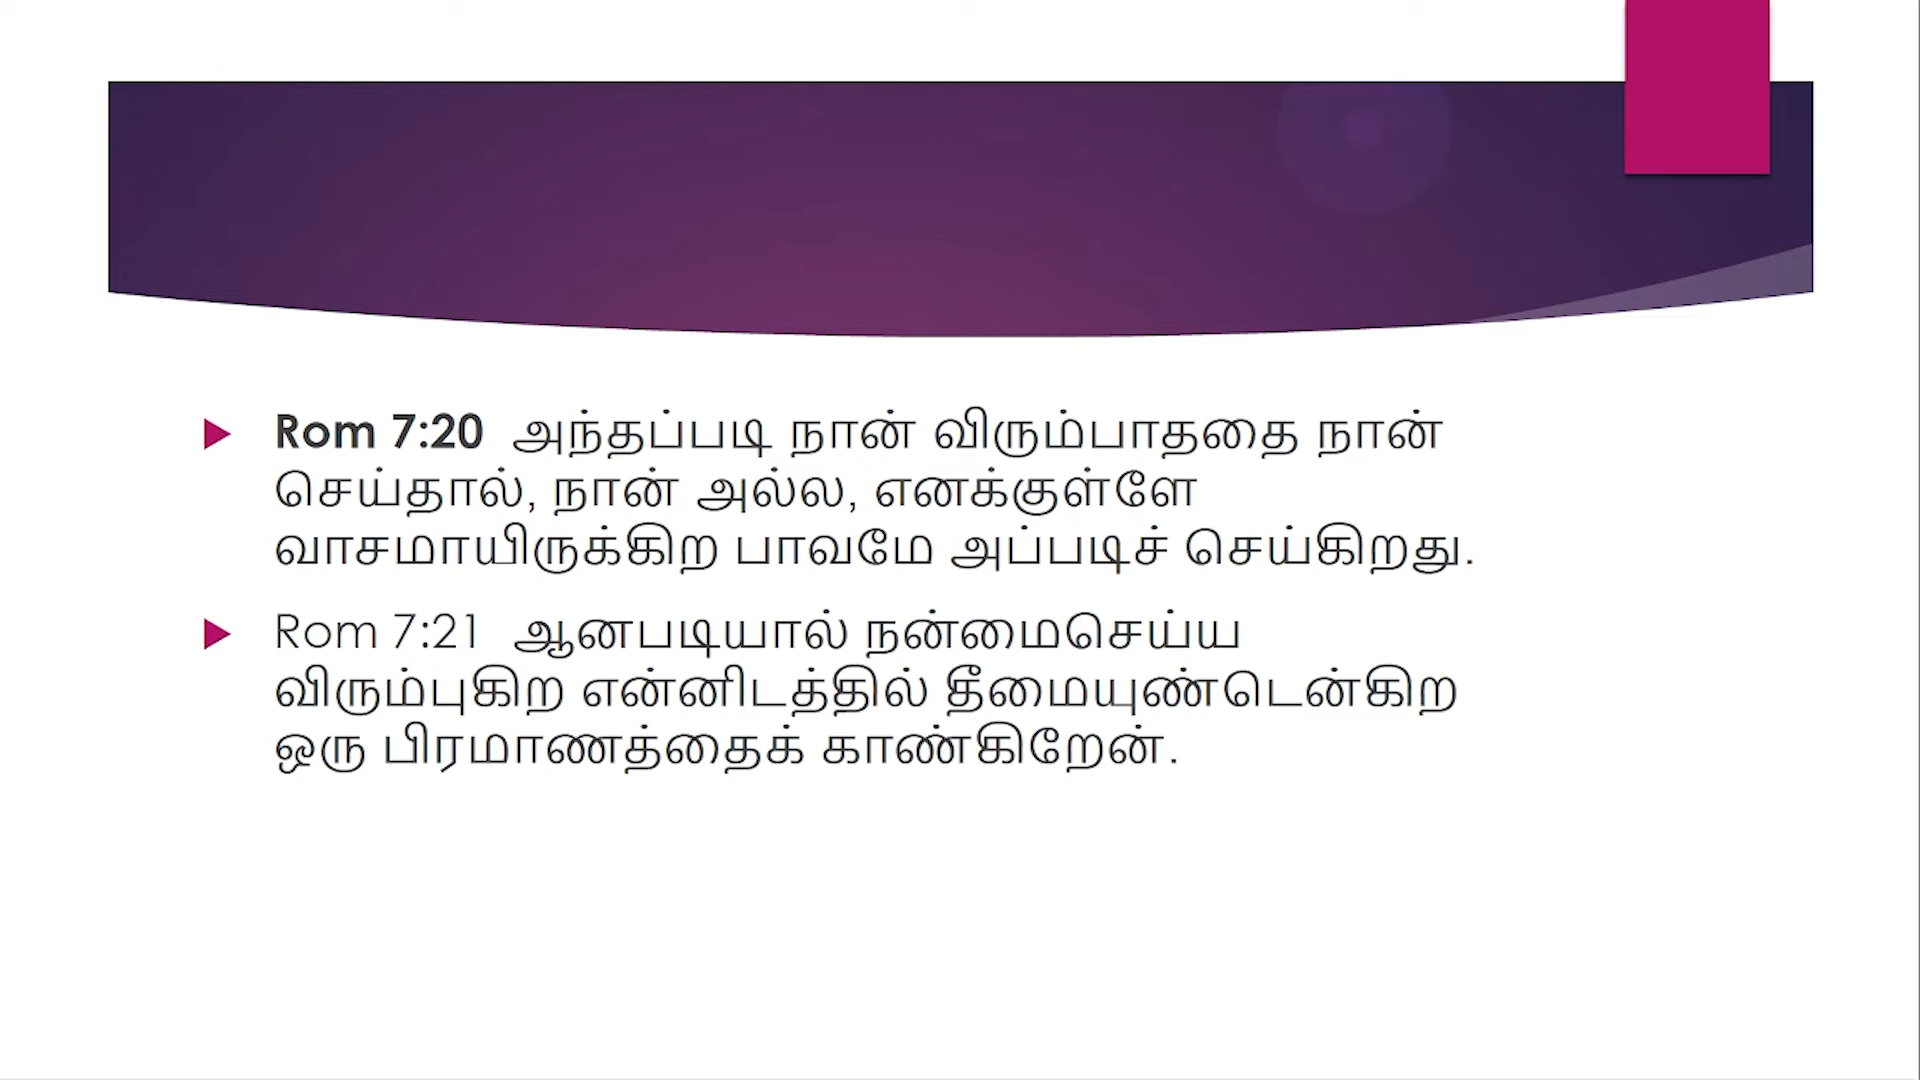 Rom 7:20 அந்தப்படி நான் விரும்பாததை நான்
செய்தால், நான் அல்ல, எனக்குள்ளே
வாசமாயிருக்கிற பாவமே அப்படிச் செய்கிறது.
Rom 7:21 ஆனபடியால் நன்மைசெய்ய
விரும்புகிற என்னிடத்தில் தீமையுண்டென்கிற
ஒரு பிரமாணத்தைக் காண்கிறேன்.